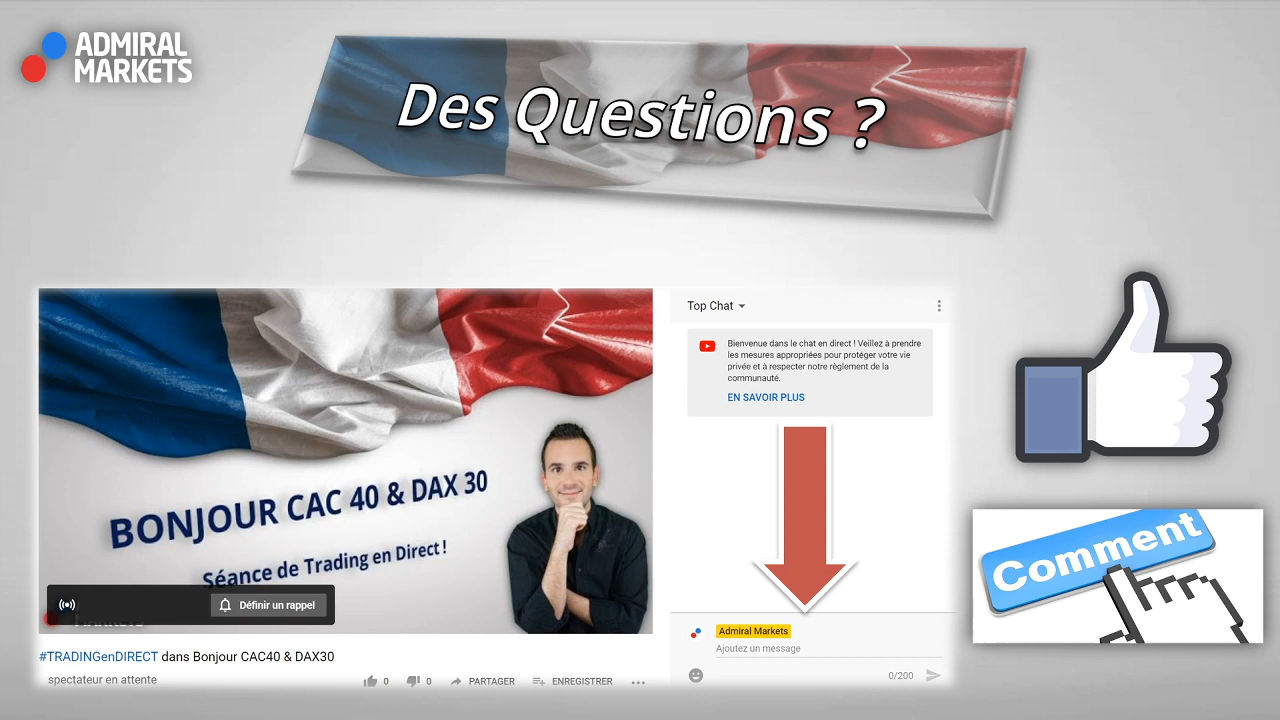 ADMIRAL
MARKETS
Des Questions ?
BONJOUR CAC 40 & DAX 30
Séance de Trading en Direct !
Définir un rappel
#TRADINGenDIRECT dans Bonjour CAC40 & DAX30
spectateur en attente
0
0
PARTAGER
ENREGISTRER
Top Chat
Bienvenue dans le chat en direct ! Veillez à prendre
les mesures appropriées pour protéger votre vie
privée et à respecter notre règlement de la
communauté.
EN SAVOIR PLUS
Admiral Markets
Ajoutez un message
0/200
Comment